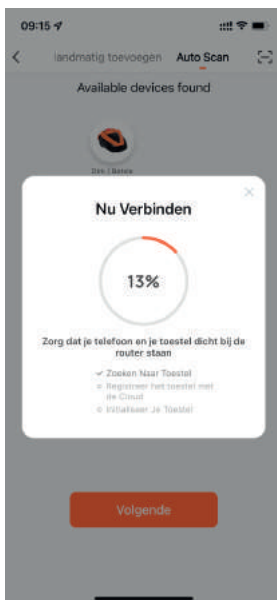 09:15
landmatig toevoegen Auto Scan
Available devices found
Nu Verbinden
13%
Zorg dat je telefoon en je toestel dicht bij de
router staan
Zoeken Naar Toestel
Registreer het toestel met
de Cloud
Initialiseer Je Toestel
Volgende